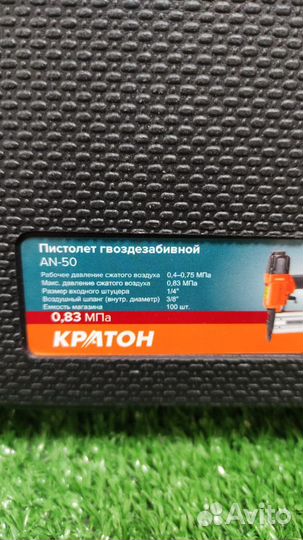 Пистолет гвоздезабивной
AN-50
Рабочее давление сжатого воздуха 0,4–0,75 МПа
Макс. давление сжатого воздуха 0,83 МПа
Размер входного штуцера 1/4"
Воздушный шланг (внутр. диаметр) 3/8"
Емкость магазина 100 шт.
0,83 МПа
КРАТОН
Avito